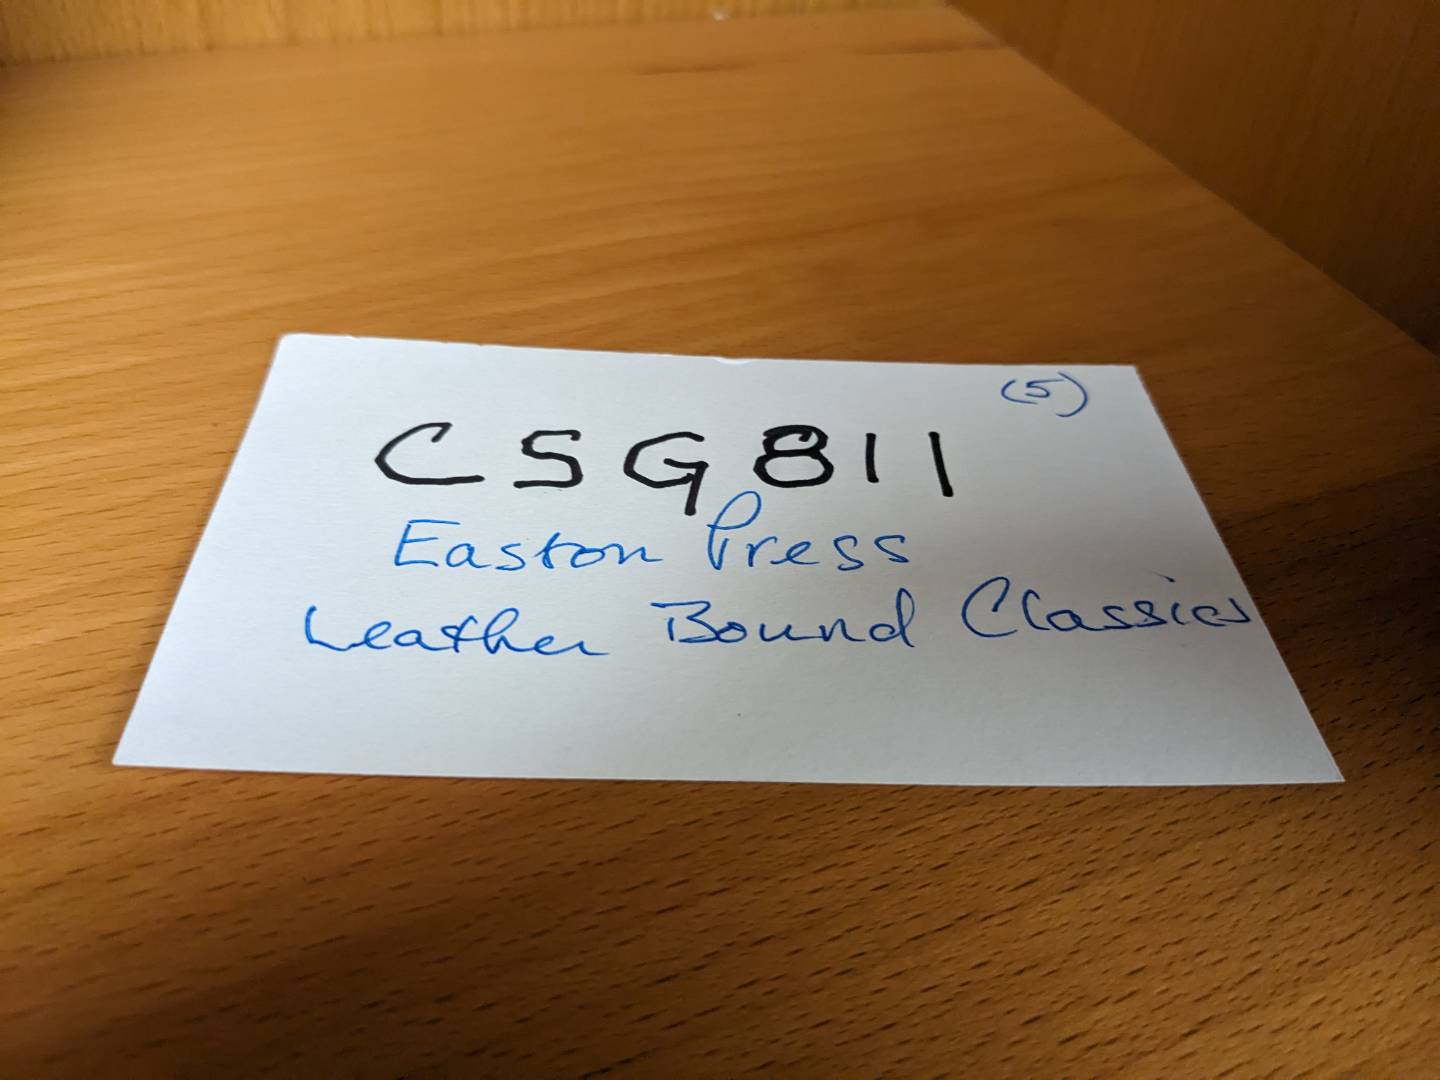 (5)
CSG811
Easton Press
Leather Bound Classics